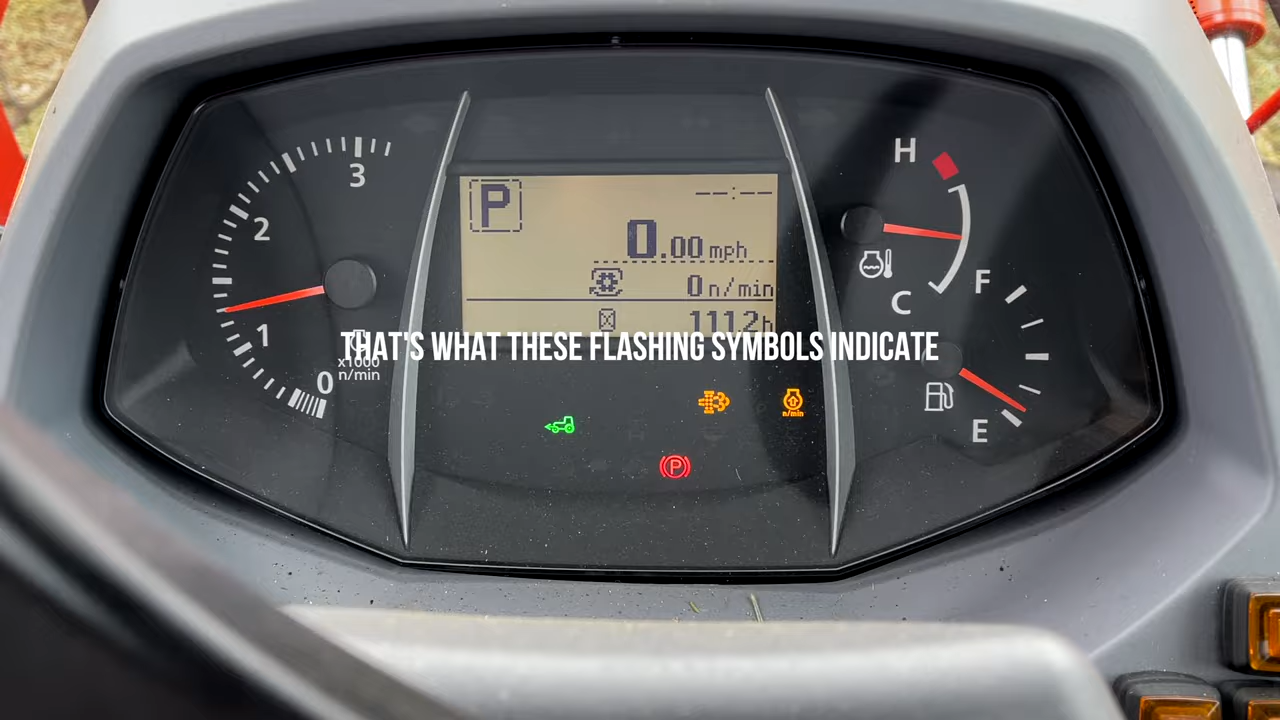 3
2
1
0
x1000
n/min
P
--:--
0.00 mph
0 n/min
1112h
H
C
F
E
THAT'S WHAT THESE FLASHING SYMBOLS INDICATE
n/min
P